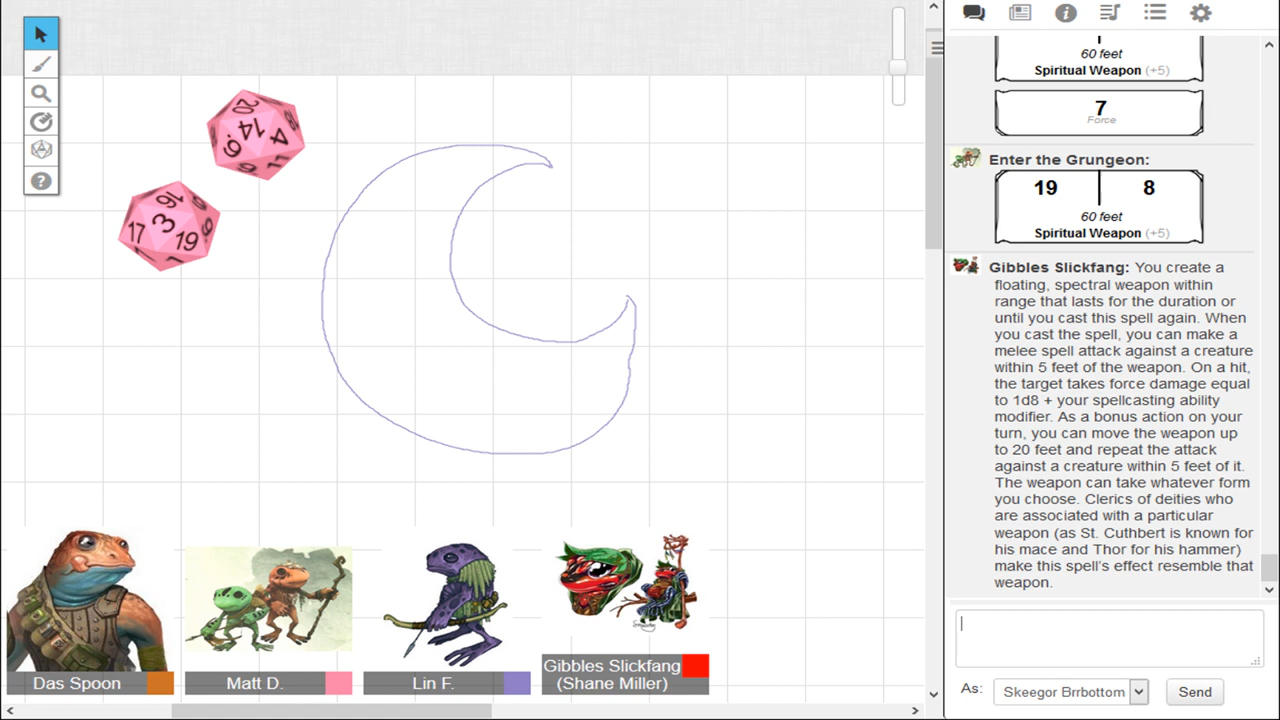 60 feet
Spiritual Weapon (+5)
7
Force
Enter the Grungeon:
19 8
60 feet
Spiritual Weapon (+5)
Gibbles Slickfang: You create a
floating, spectral weapon within
range that lasts for the duration or
until you cast this spell again. When
you cast the spell, you can make a
melee spell attack against a creature
within 5 feet of the weapon. On a hit,
the target takes force damage equal
to 1d8 + your spellcasting ability
modifier. As a bonus action on your
turn, you can move the weapon up
to 20 feet and repeat the attack
against a creature within 5 feet of it.
The weapon can take whatever form
you choose. Clerics of deities who
are associated with a particular
weapon (as St. Cuthbert is known for
his mace and Thor for his hammer)
make this spell's effect resemble that
weapon.
As: Skeegor Brrbottom Send
20
14
4
9.
11
16
3
17
19
Das Spoon
Matt D.
Lin F.
Gibbles Slickfang
(Shane Miller)